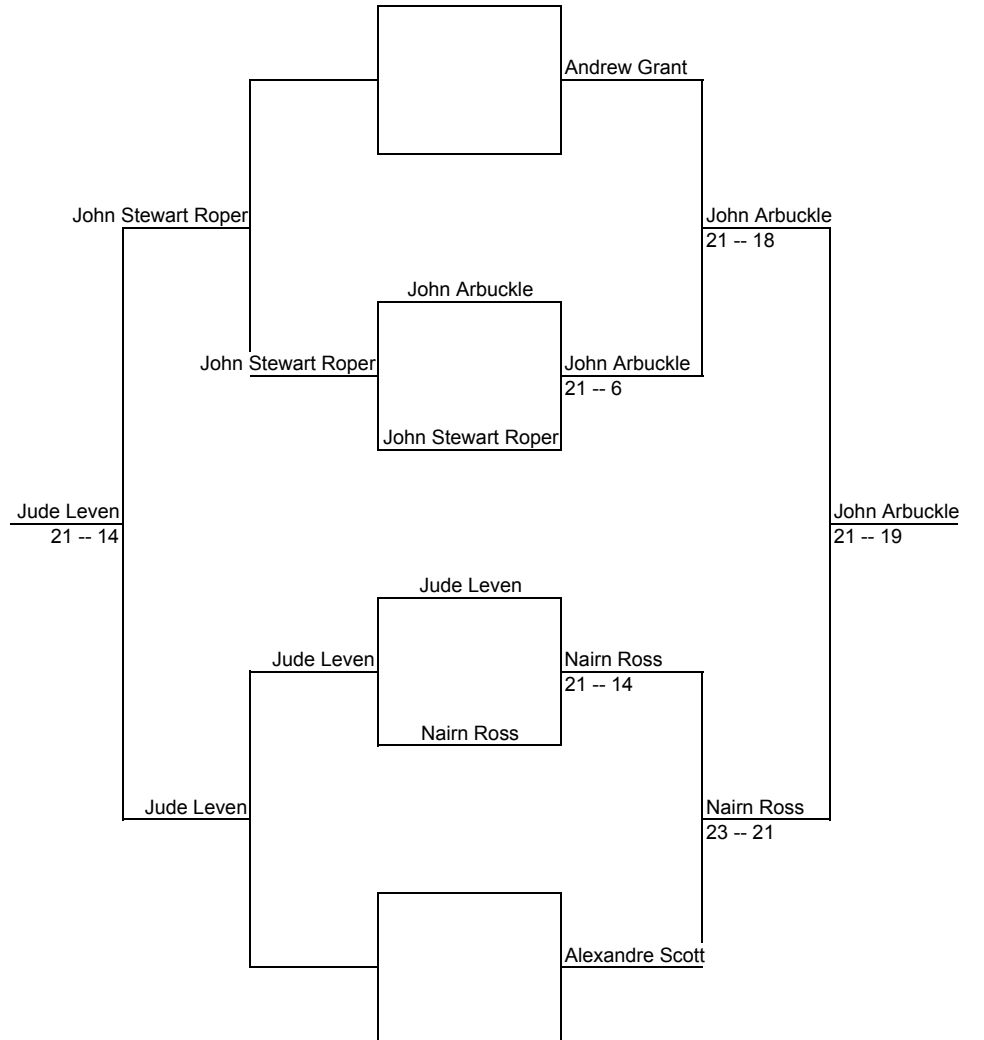 Andrew Grant
John Stewart Roper
John Arbuckle
21 -- 18
John Arbuckle
John Stewart Roper
John Arbuckle
21 -- 6
John Stewart Roper
Jude Leven
21 -- 14
John Arbuckle
21 -- 19
Jude Leven
Jude Leven
Nairn Ross
21 -- 14
Nairn Ross
Jude Leven
Nairn Ross
23 -- 21
Alexandre Scott